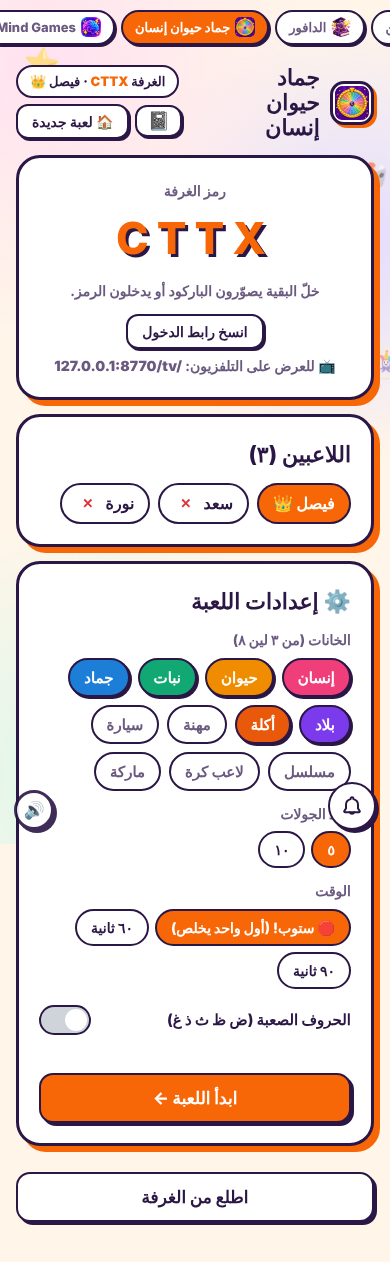 الدافور
جماد حيوان إنسان
Mind Games
جماد
حيوان
إنسان
الغرفة CTTX · فيصل 👑
📓
🏠 لعبة جديدة
رمز الغرفة
CTTX
خلّ البقية يصوّرون الباركود أو يدخلون الرمز.
انسخ رابط الدخول
📺 للعرض على التلفزيون: 127.0.0.1:8770/tv/
اللاعبين (٣)
فيصل 👑
سعد ×
نورة ×
⚙️ إعدادات اللعبة
الخانات (من ٣ لين ٨)
إنسان
حيوان
نبات
جماد
بلاد
أكلة
مهنة
سيارة
مسلسل
لاعب كرة
ماركة
الجولات
٥
١٠
الوقت
🛑 ستوب! (أول واحد يخلص)
٦٠ ثانية
٩٠ ثانية
الحروف الصعبة (ض ظ ث ذ غ)
ابدأ اللعبة ←
اطلع من الغرفة